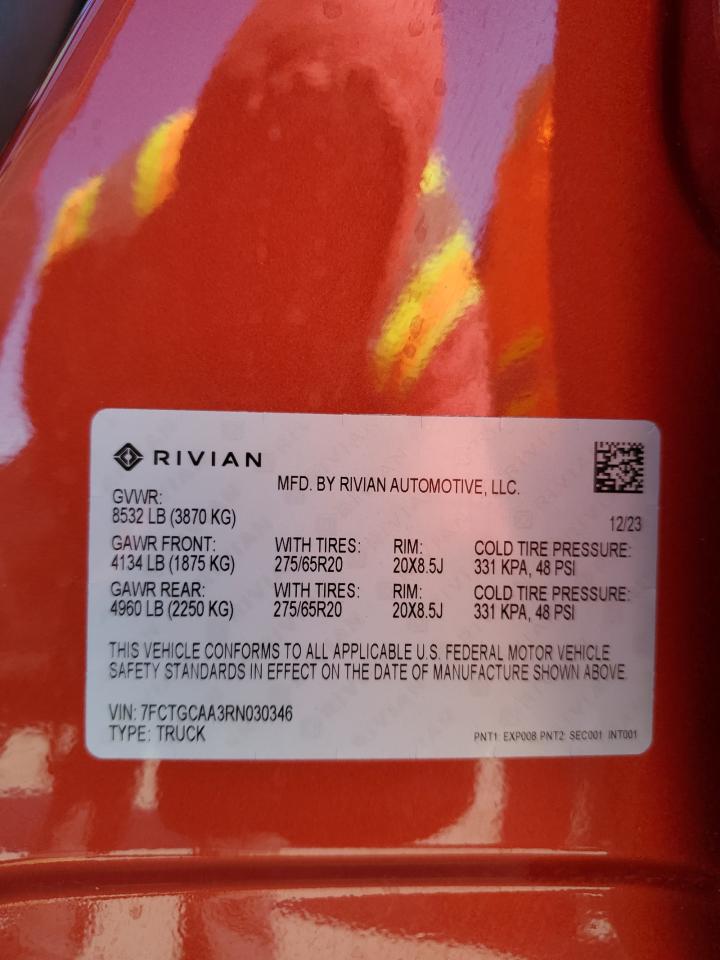 RIVIAN
MFD. BY RIVIAN AUTOMOTIVE, LLC.
GVWR:
8532 LB (3870 KG)
12/23
GAWR FRONT: WITH TIRES: RIM: COLD TIRE PRESSURE:
4134 LB (1875 KG) 275/65R20 20X8.5J 331 KPA, 48 PSI
GAWR REAR: WITH TIRES: RIM: COLD TIRE PRESSURE:
4960 LB (2250 KG) 275/65R20 20X8.5J 331 KPA, 48 PSI
THIS VEHICLE CONFORMS TO ALL APPLICABLE U.S. FEDERAL MOTOR VEHICLE
SAFETY STANDARDS IN EFFECT ON THE DATE OF MANUFACTURE SHOWN ABOVE.
VIN: 7FCTGCAA3RN030346
TYPE: TRUCK
PNT1: EXP008 PNT2: SEC001 INT001